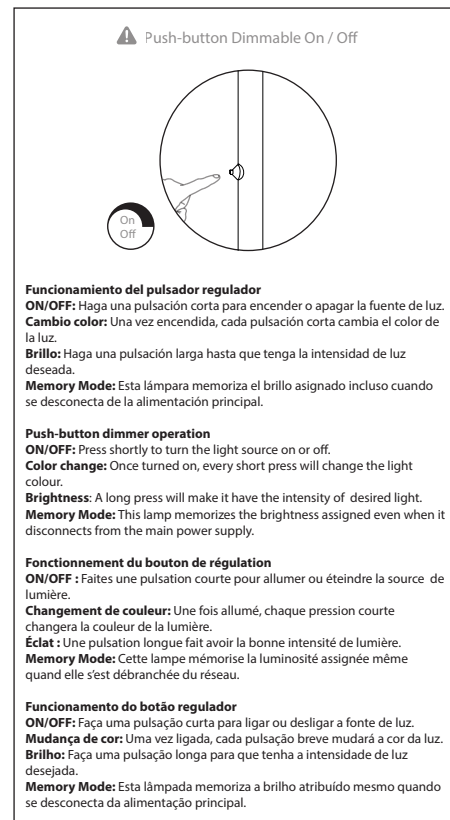 Push-button Dimmable On / Off
On
Off
Funcionamiento del pulsador regulador
ON/OFF: Haga una pulsación corta para encender o apagar la fuente de luz.
Cambio color: Una vez encendida, cada pulsación corta cambia el color de
la luz.
Brillo: Haga una pulsación larga hasta que tenga la intensidad de luz
deseada.
Memory Mode: Esta lámpara memoriza el brillo asignado incluso cuando
se desconecta de la alimentación principal.
Push-button dimmer operation
ON/OFF: Press shortly to turn the light source on or off.
Color change: Once turned on, every short press will change the light
colour.
Brightness: A long press will make it have the intensity of desired light.
Memory Mode: This lamp memorizes the brightness assigned even when it
disconnects from the main power supply.
Fonctionnement du bouton de régulation
ON/OFF : Faites une pulsation courte pour allumer ou éteindre la source de
lumière.
Changement de couleur: Une fois allumé, chaque pression courte
changera la couleur de la lumière.
Éclat : Une pulsation longue fait avoir la bonne intensité de lumière.
Memory Mode: Cette lampe mémorise la luminosité assignée même
quand elle s'est débranchée du réseau.
Funcionamento do botão regulador
ON/OFF: Faça uma pulsação curta para ligar ou desligar a fonte de luz.
Mudança de cor: Uma vez ligada, cada pulsação breve mudará a cor da luz.
Brilho: Faça uma pulsação longa para que tenha a intensidade de luz
desejada.
Memory Mode: Esta lâmpada memoriza a brilho atribuído mesmo quando
se desconecta da alimentação principal.